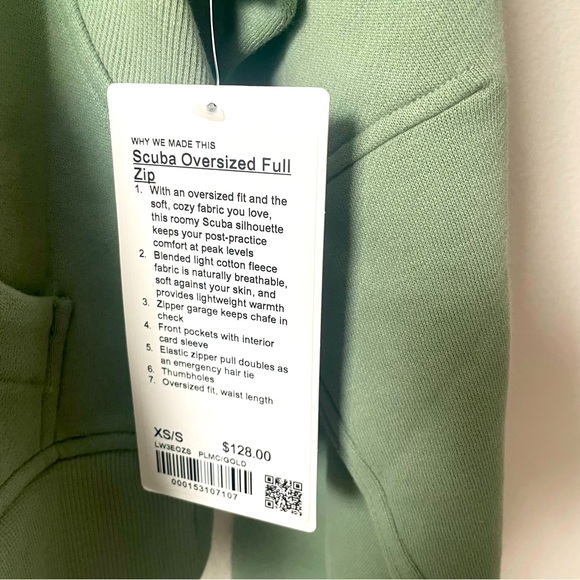 WHY WE MADE THIS
Scuba Oversized Full
Zip
1. With an oversized fit and the
soft, cozy fabric you love,
this roomy Scuba silhouette
keeps your post-practice
comfort at peak levels
2. Blended light cotton fleece
fabric is naturally breathable,
soft against your skin, and
provides lightweight warmth
3. Zipper garage keeps chafe in
check
4. Front pockets with interior
card sleeve
5. Elastic zipper pull doubles as
an emergency hair tie
6. Thumbholes
7. Oversized fit, waist length
XS/S $128.00
LW3EOZS PLMC/GOLD
000153107107